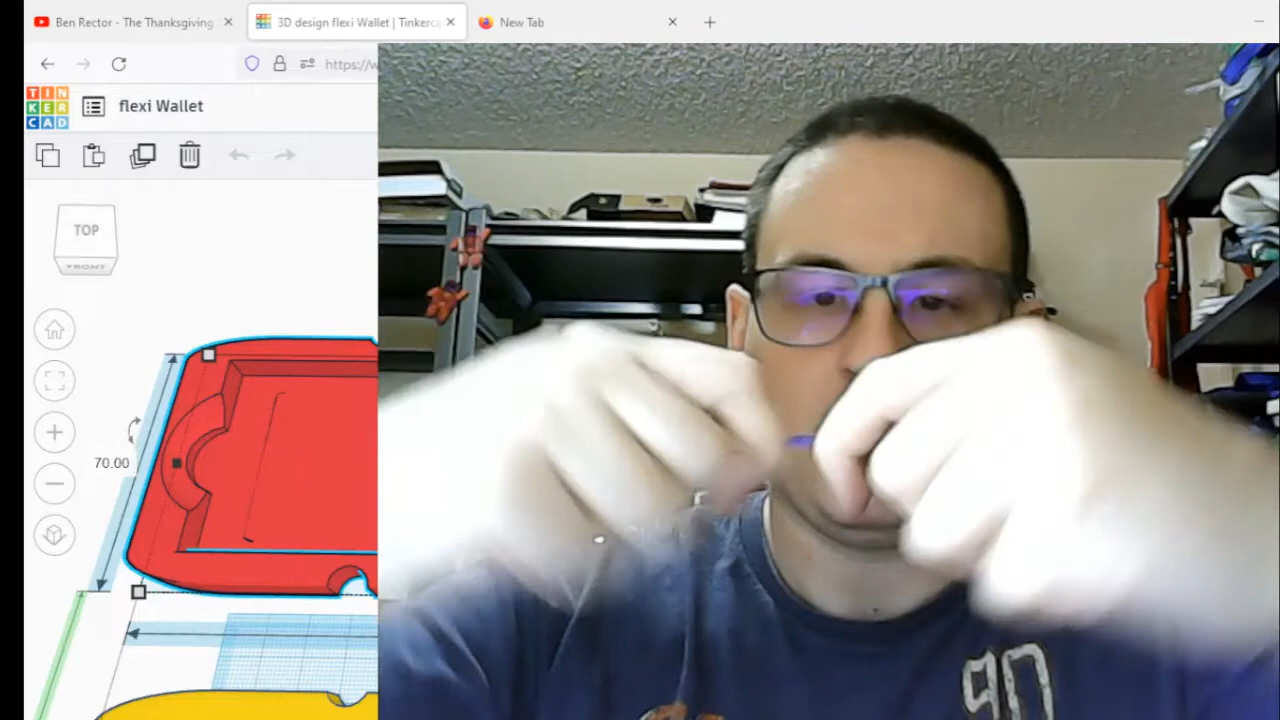 Ben Rector - The Thanksgiving
3D design flexi Wallet | Tinkerca
New Tab
https://w
TIN
KER
CAD
flexi Wallet
TOP
FRONT
70.00
90